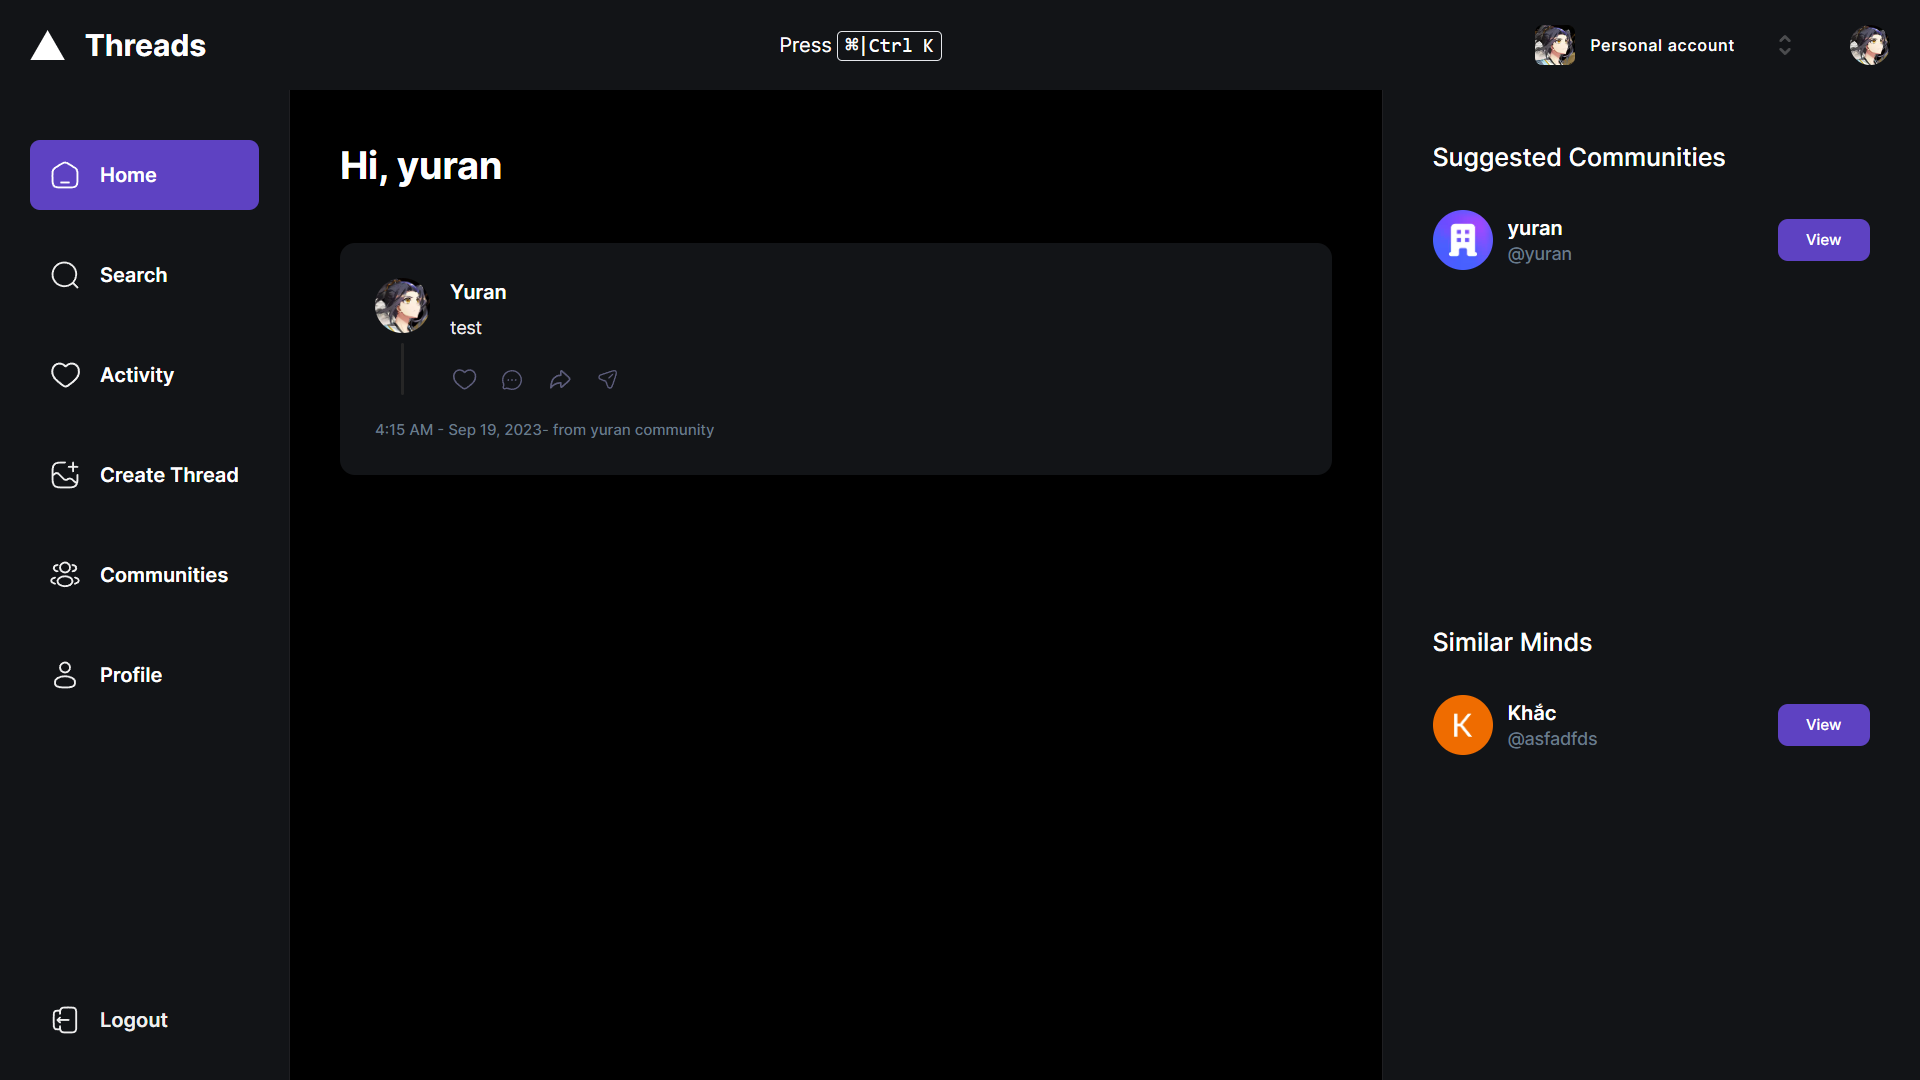 Threads
Press ⌘|Ctrl K
Personal account
Home
Search
Activity
Create Thread
Communities
Profile
Logout
Hi, yuran
Yuran
test
4:15 AM - Sep 19, 2023- from yuran community
Suggested Communities
yuran
@yuran
View
Similar Minds
K
Khắc
@asfadfds
View